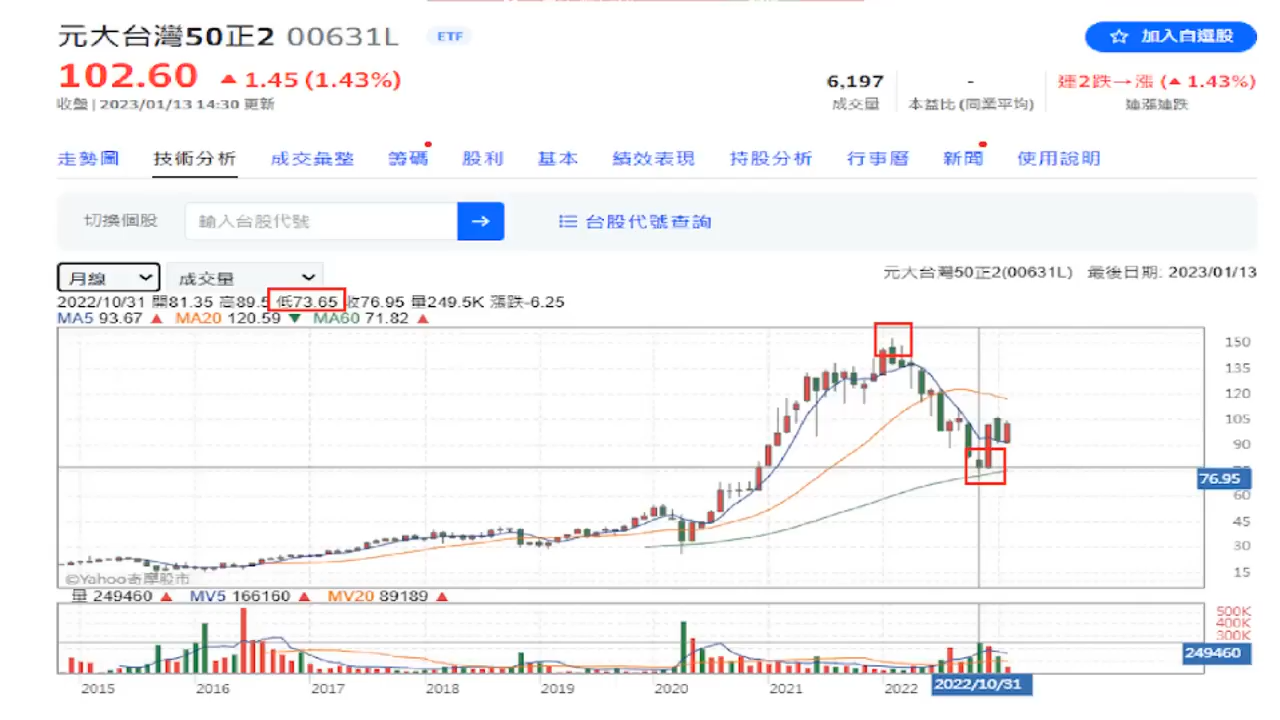 元大台灣50正2 00631L ETF
加入自選股
102.60 ▲ 1.45 (1.43%)
收盤 | 2023/01/13 14:30 更新
6,197 - 連2跌→漲 (▲ 1.43%)
成交量 本益比 (同業平均) 連漲連跌
走勢圖 技術分析 成交彙整 籌碼 股利 基本 績效表現 持股分析 行事曆 新聞 使用說明
切換個股 輸入台股代號 → 台股代號查詢
月線 成交量
元大台灣50正2(00631L) 最後日期: 2023/01/13
2022/10/31 開81.35 高89.5 低73.65 收76.95 量249.5K 漲跌-6.25
MA5 93.67 ▲ MA20 120.59 ▼ MA60 71.82 ▲
150
135
120
105
90
76.95
60
45
30
15
©Yahoo奇摩股市
量 249460 ▲ MV5 166160 ▲ MV20 89189 ▲
500K
400K
300K
249460
2015 2016 2017 2018 2019 2020 2021 2022 2022/10/31